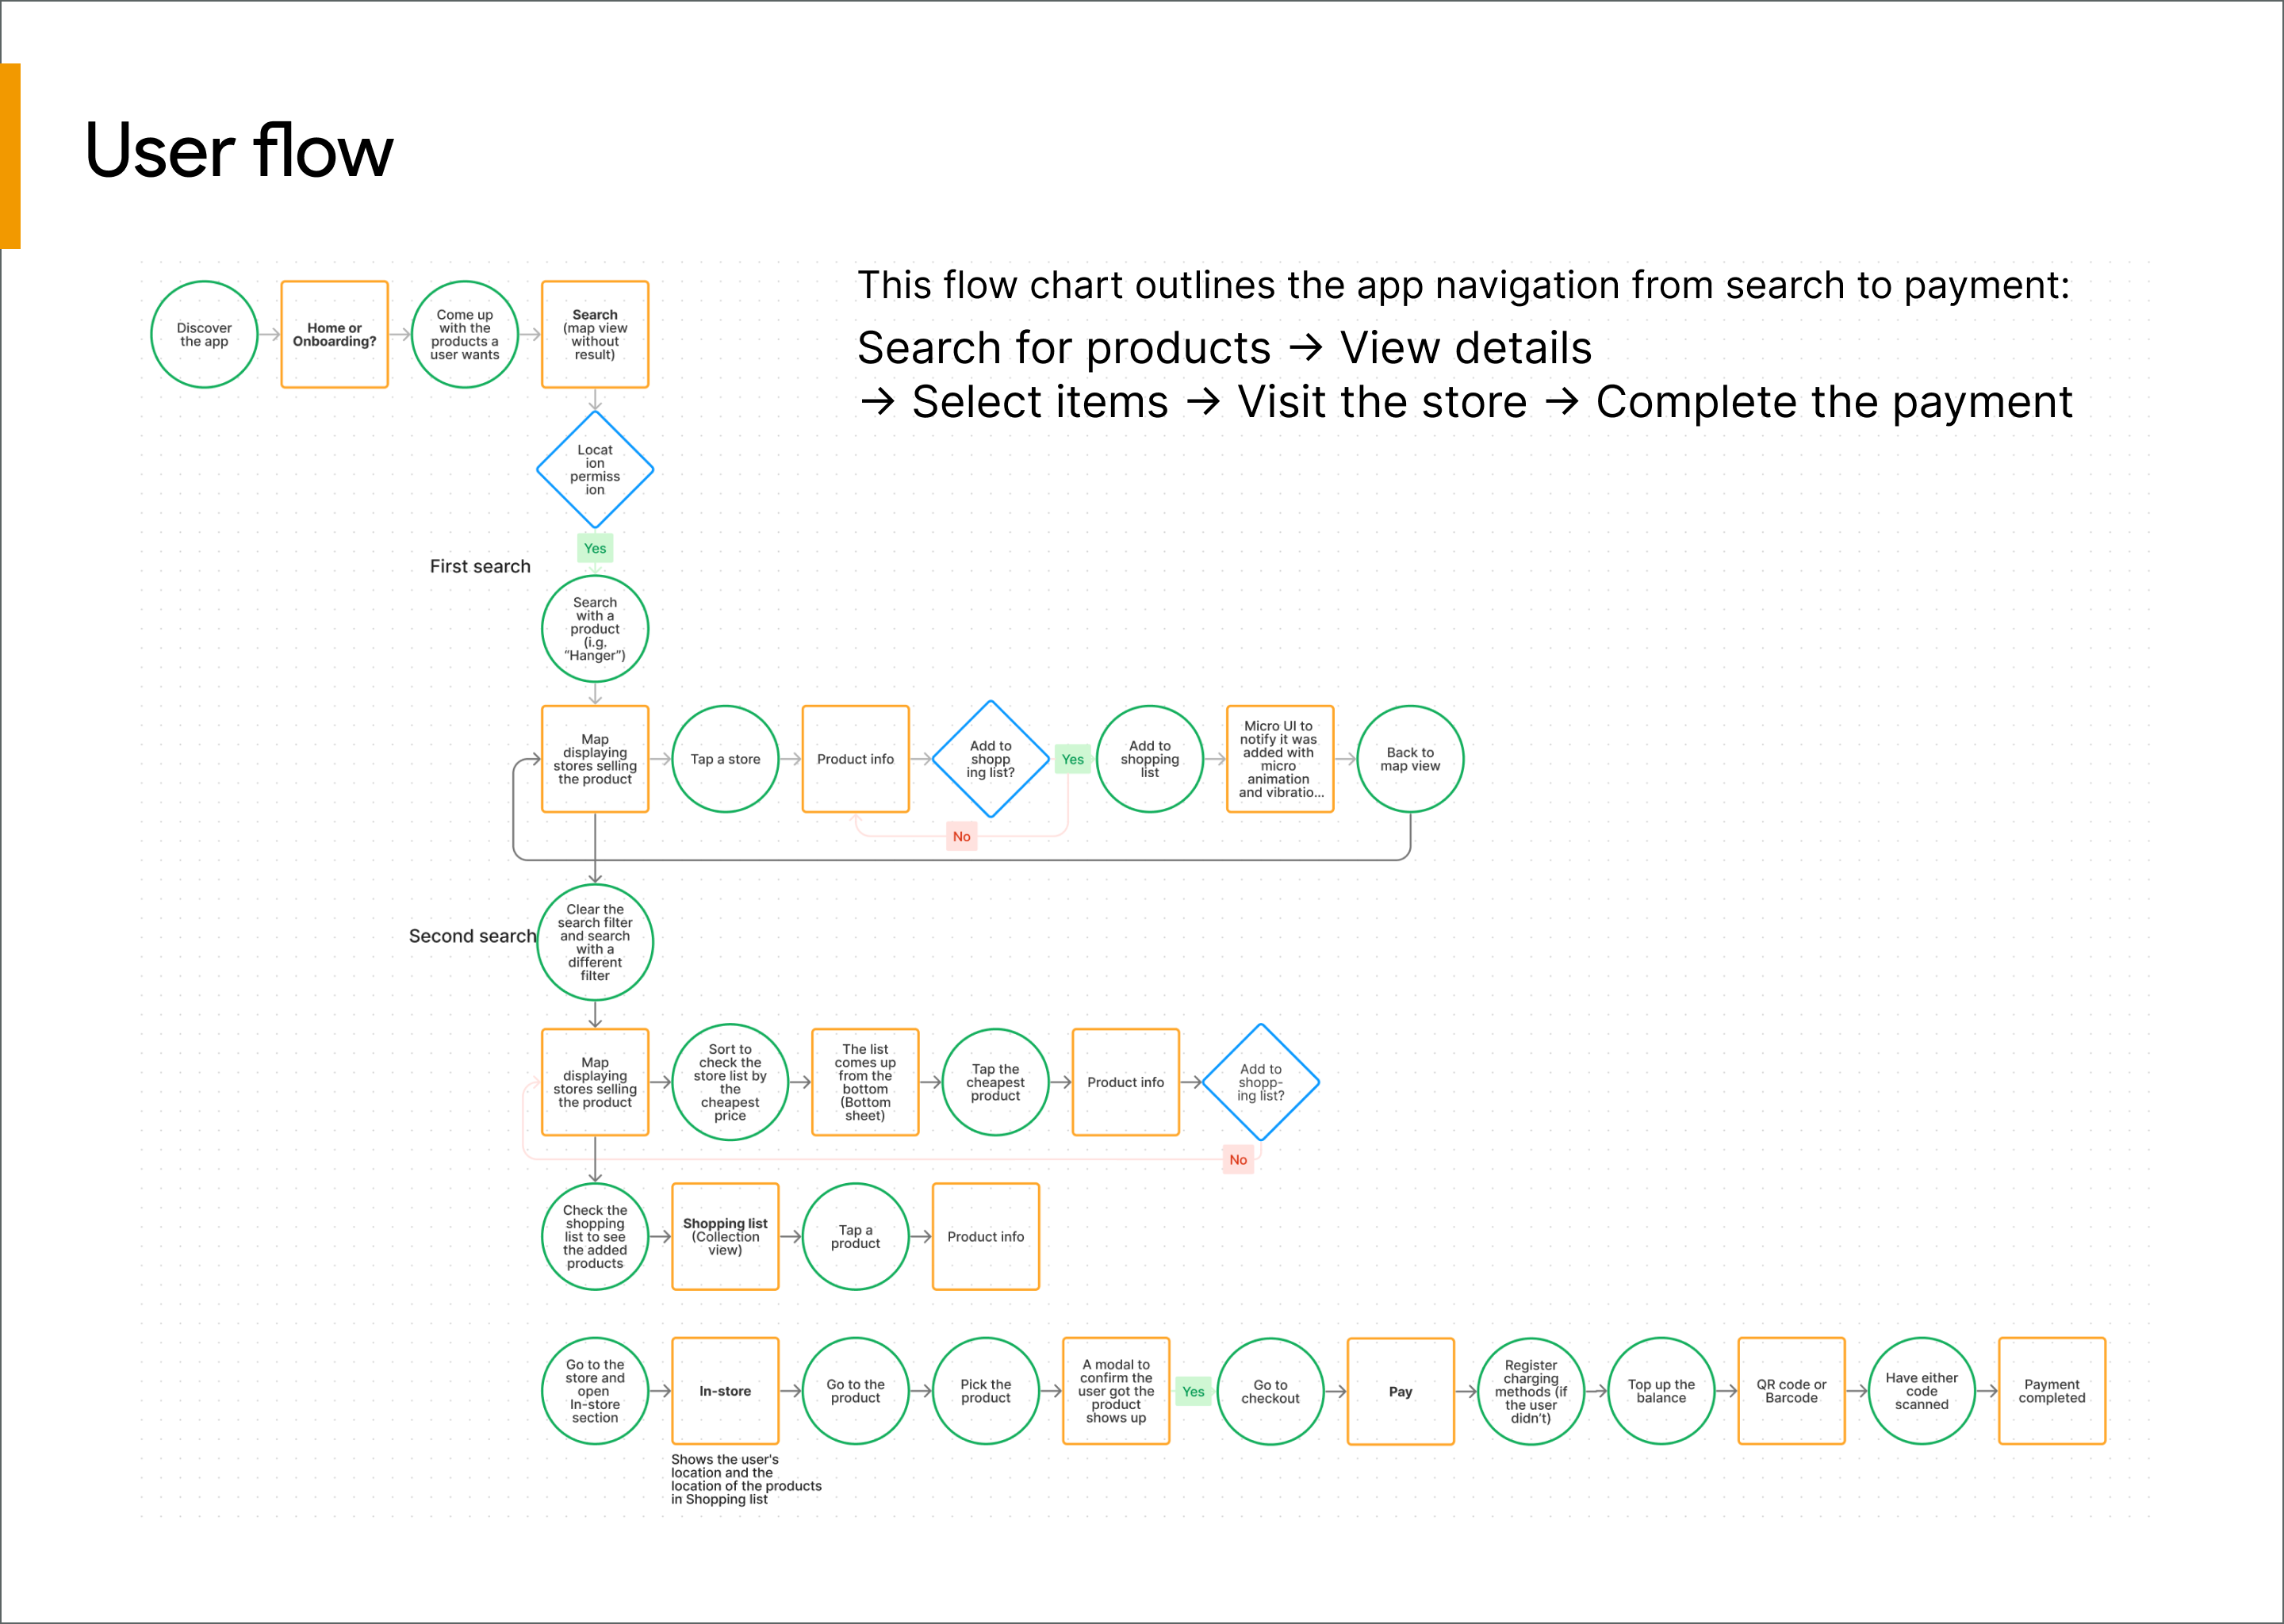 User flow
This flow chart outlines the app navigation from search to payment:
Search for products → View details
→ Select items → Visit the store → Complete the payment
Discover
the app
Home or
Onboarding?
Come up
with the
products a
user wants
Search
(map view
without
result)
Locat
ion
permiss
ion
Yes
First search
Search
with a
product
(i.g.
“Hanger”)
Map
displaying
stores selling
the product
Tap a store
Product info
Add to
shopp
ing list?
Yes
No
Add to
shopping
list
Micro UI to
notify it was
added with
micro
animation
and vibratio...
Back to
map view
Second search
Clear the
search filter
and search
with a
different
filter
Map
displaying
stores selling
the product
Sort to
check the
store list by
the
cheapest
price
The list
comes up
from the
bottom
(Bottom
sheet)
Tap the
cheapest
product
Product info
Add to
shopp-
ing list?
No
Check the
shopping
list to see
the added
products
Shopping list
(Collection
view)
Tap a
product
Product info
Go to the
store and
open
In-store
section
In-store
Shows the user's
location and the
location of the products
in Shopping list
Go to the
product
Pick the
product
A modal to
confirm the
user got the
product
shows up
Yes
Go to
checkout
Pay
Register
charging
methods (if
the user
didn’t)
Top up the
balance
QR code or
Barcode
Have either
code
scanned
Payment
completed